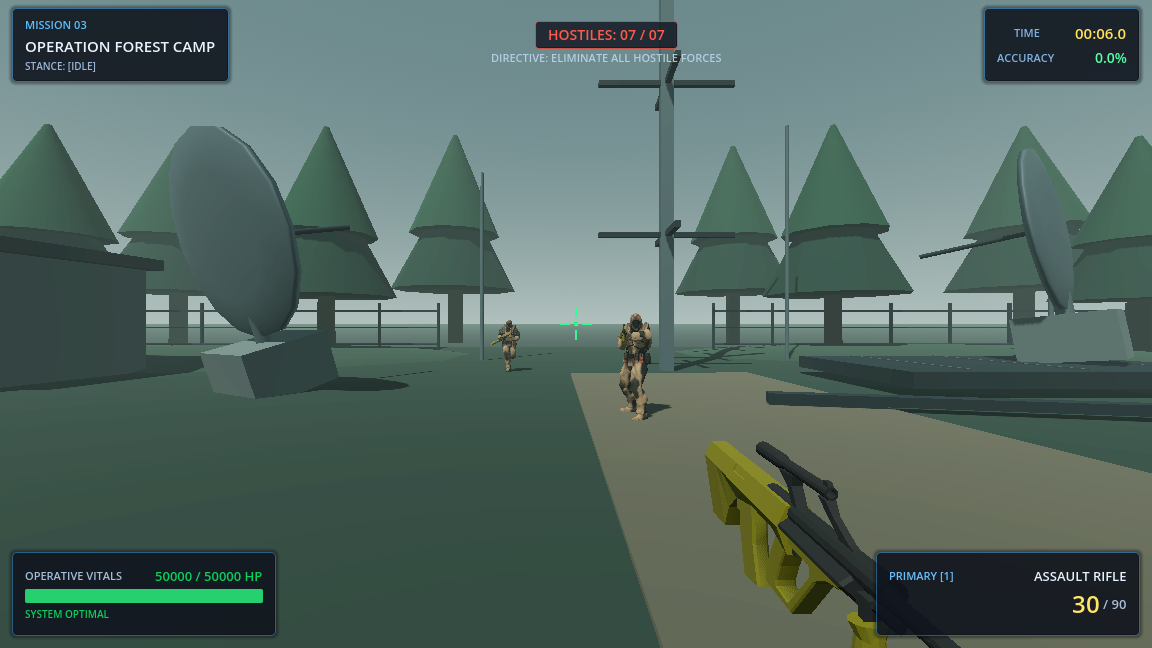 MISSION 03
OPERATION FOREST CAMP
STANCE: [IDLE]
HOSTILES: 07 / 07
DIRECTIVE: ELIMINATE ALL HOSTILE FORCES
TIME 00:06.0
ACCURACY 0.0%
OPERATIVE VITALS 50000 / 50000 HP
SYSTEM OPTIMAL
PRIMARY [1] ASSAULT RIFLE
30 / 90